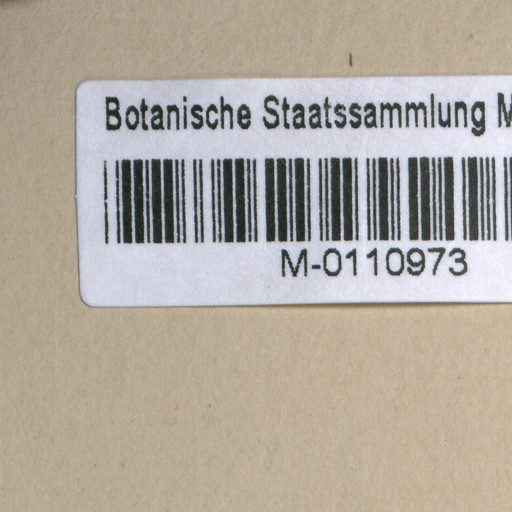 Botanische Staatssammlung M
M-0110973